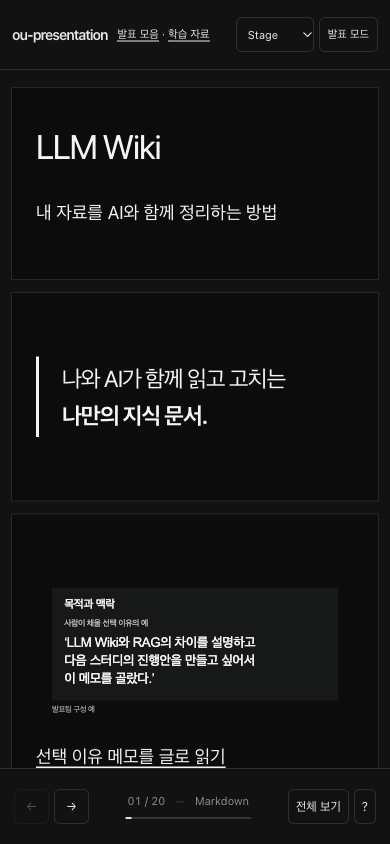 ou-presentation 발표 모음 · 학습 자료 Stage 발표 모드
LLM Wiki
내 자료를 AI와 함께 정리하는 방법
나와 AI가 함께 읽고 고치는
나만의 지식 문서.
목적과 맥락
사람이 채울 선택 이유의 예
‘LLM Wiki와 RAG의 차이를 설명하고
다음 스터디의 진행안을 만들고 싶어서
이 메모를 골랐다.’
발표팀 구성 예
선택 이유 메모를 글로 읽기
← → 01 / 20 — Markdown 전체 보기 ?